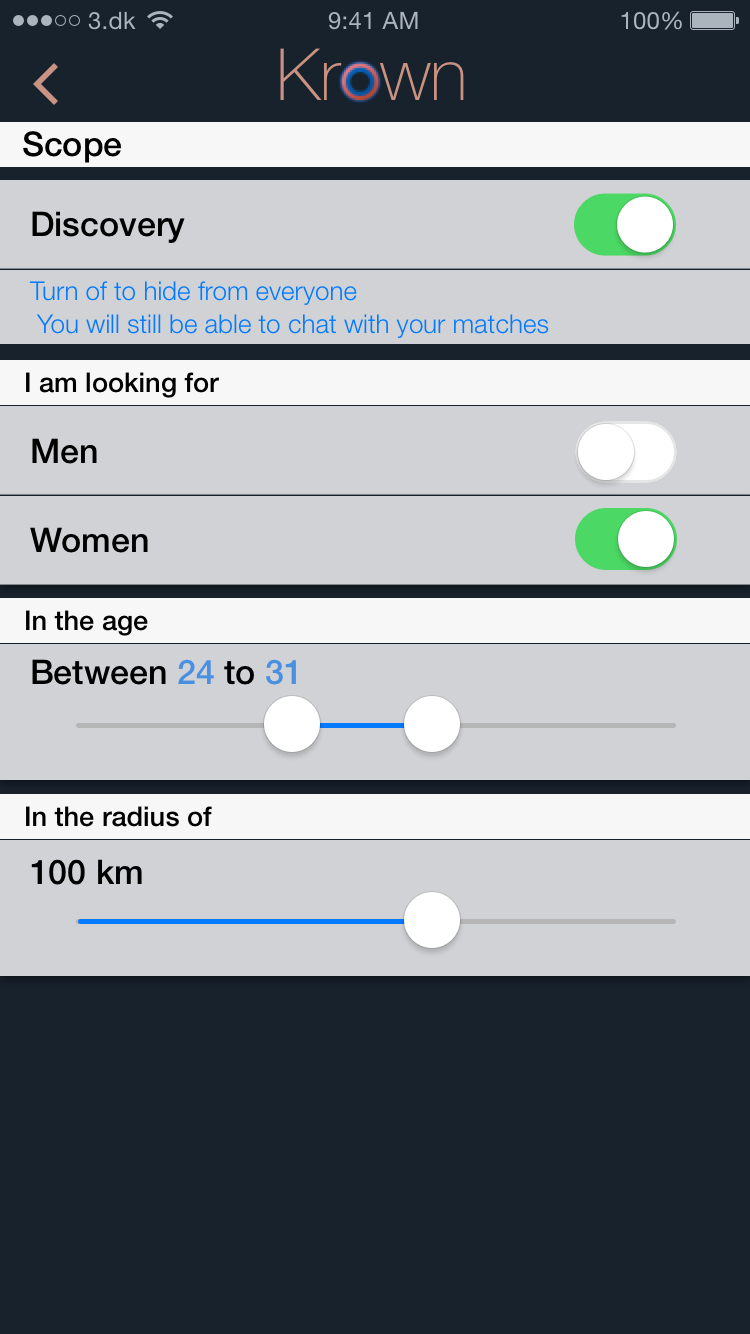 3.dk 9:41 AM 100%
Krown
Scope
Discovery
Turn of to hide from everyone
You will still be able to chat with your matches
I am looking for
Men
Women
In the age
Between 24 to 31
In the radius of
100 km